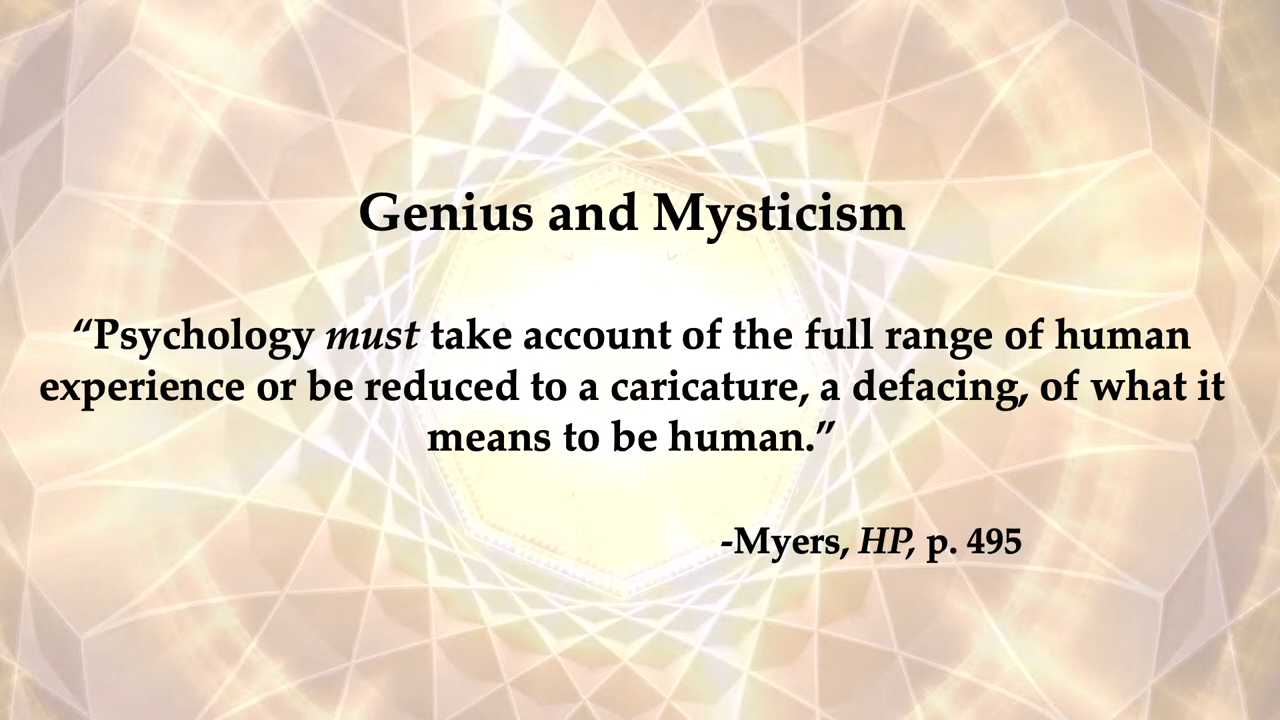 Genius and Mysticism
“Psychology must take account of the full range of human
experience or be reduced to a caricature, a defacing, of what it
means to be human.”
-Myers, HP, p. 495